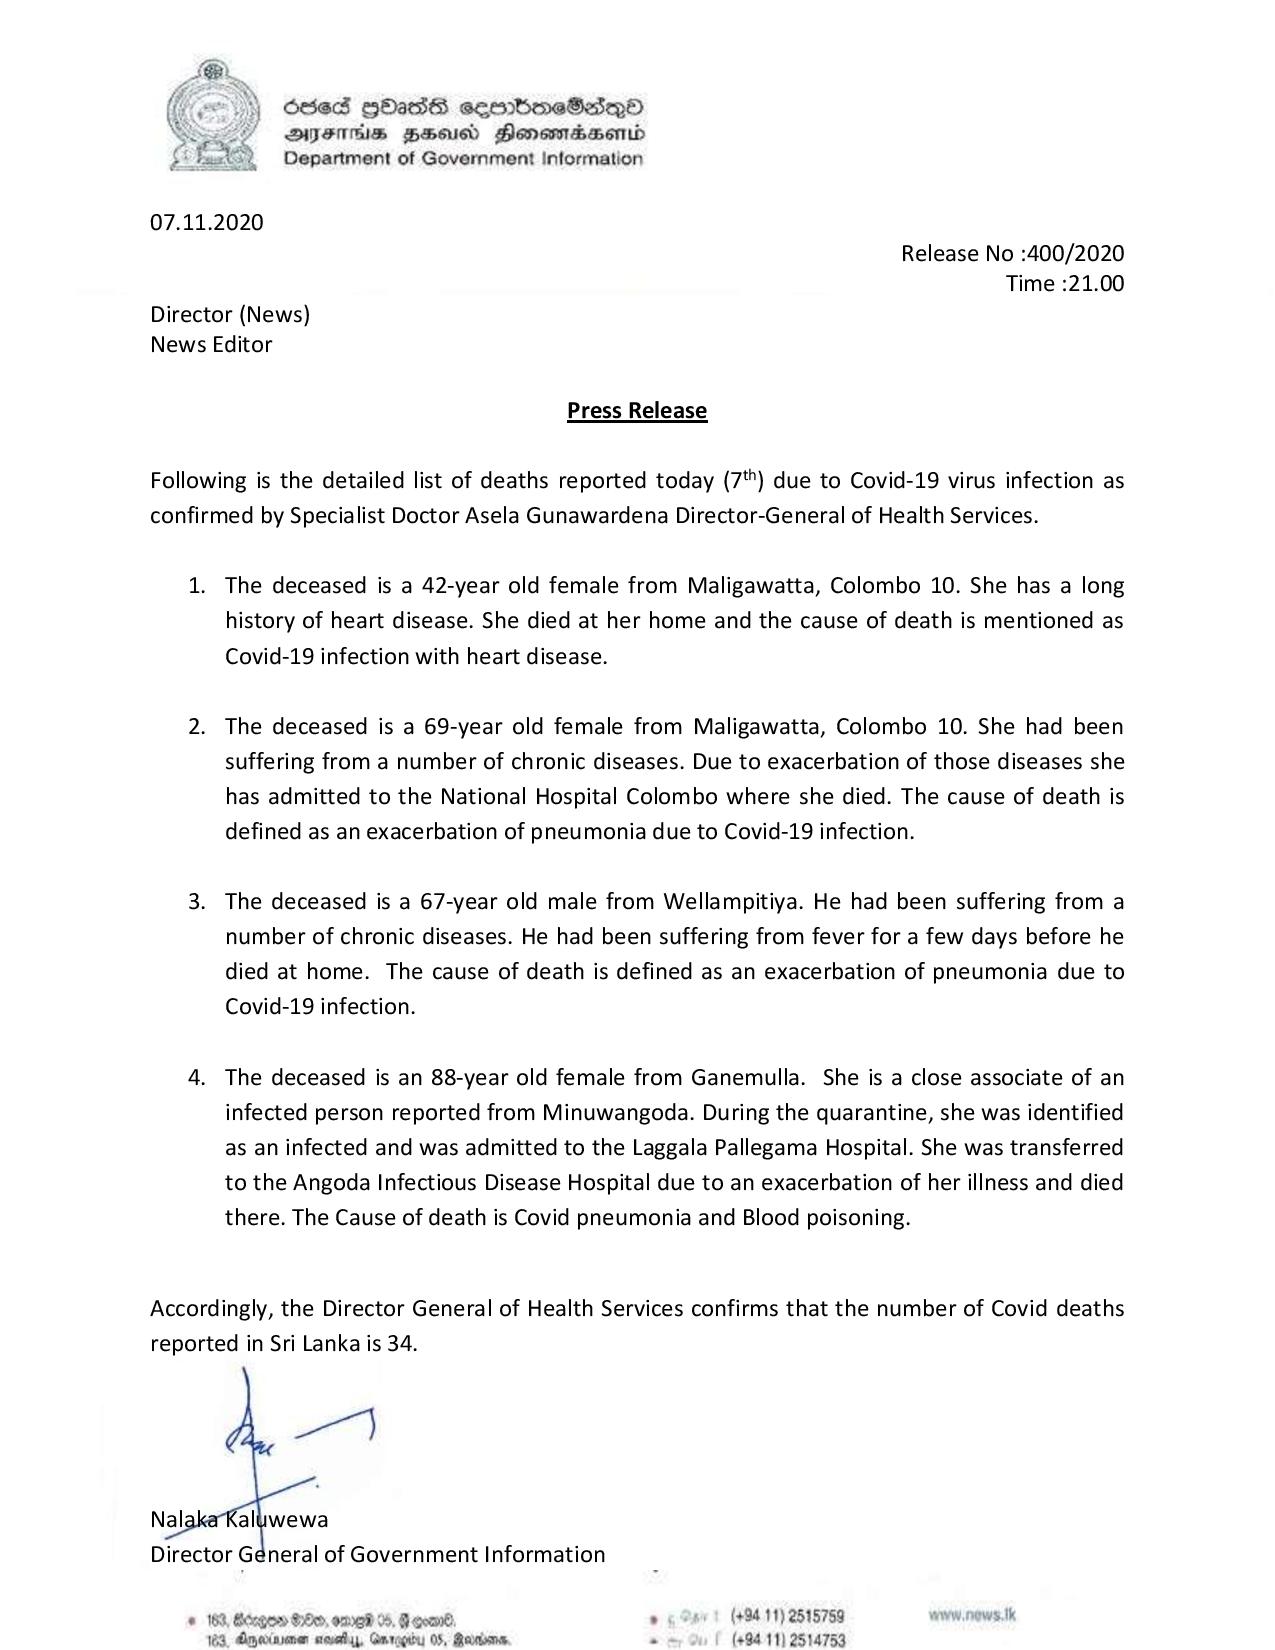 රජයේ ප්‍රවෘත්ති දෙපාර්තමේන්තුව
அரசாங்க தகவல் திணைக்களம்
Department of Government Information
07.11.2020
Release No :400/2020
Time :21.00
Director (News)
News Editor
Press Release
Following is the detailed list of deaths reported today (7th) due to Covid-19 virus infection as
confirmed by Specialist Doctor Asela Gunawardena Director-General of Health Services.
1. The deceased is a 42-year old female from Maligawatta, Colombo 10. She has a long
history of heart disease. She died at her home and the cause of death is mentioned as
Covid-19 infection with heart disease.
2. The deceased is a 69-year old female from Maligawatta, Colombo 10. She had been
suffering from a number of chronic diseases. Due to exacerbation of those diseases she
has admitted to the National Hospital Colombo where she died. The cause of death is
defined as an exacerbation of pneumonia due to Covid-19 infection.
3. The deceased is a 67-year old male from Wellampitiya. He had been suffering from a
number of chronic diseases. He had been suffering from fever for a few days before he
died at home. The cause of death is defined as an exacerbation of pneumonia due to
Covid-19 infection.
4. The deceased is an 88-year old female from Ganemulla. She is a close associate of an
infected person reported from Minuwangoda. During the quarantine, she was identified
as an infected and was admitted to the Laggala Pallegama Hospital. She was transferred
to the Angoda Infectious Disease Hospital due to an exacerbation of her illness and died
there. The Cause of death is Covid pneumonia and Blood poisoning.
Accordingly, the Director General of Health Services confirms that the number of Covid deaths
reported in Sri Lanka is 34.
Nalaka Kaluwewa
Director General of Government Information
163, කිරුලපන මාවත, කොළඹ 05, ශ්‍රී ලංකාව.
(+94 11) 2515759
www.news.lk
163, கிருலப்பனை எவனியு, கொழும்பு 05, இலங்கை.
(+94 11) 2514753